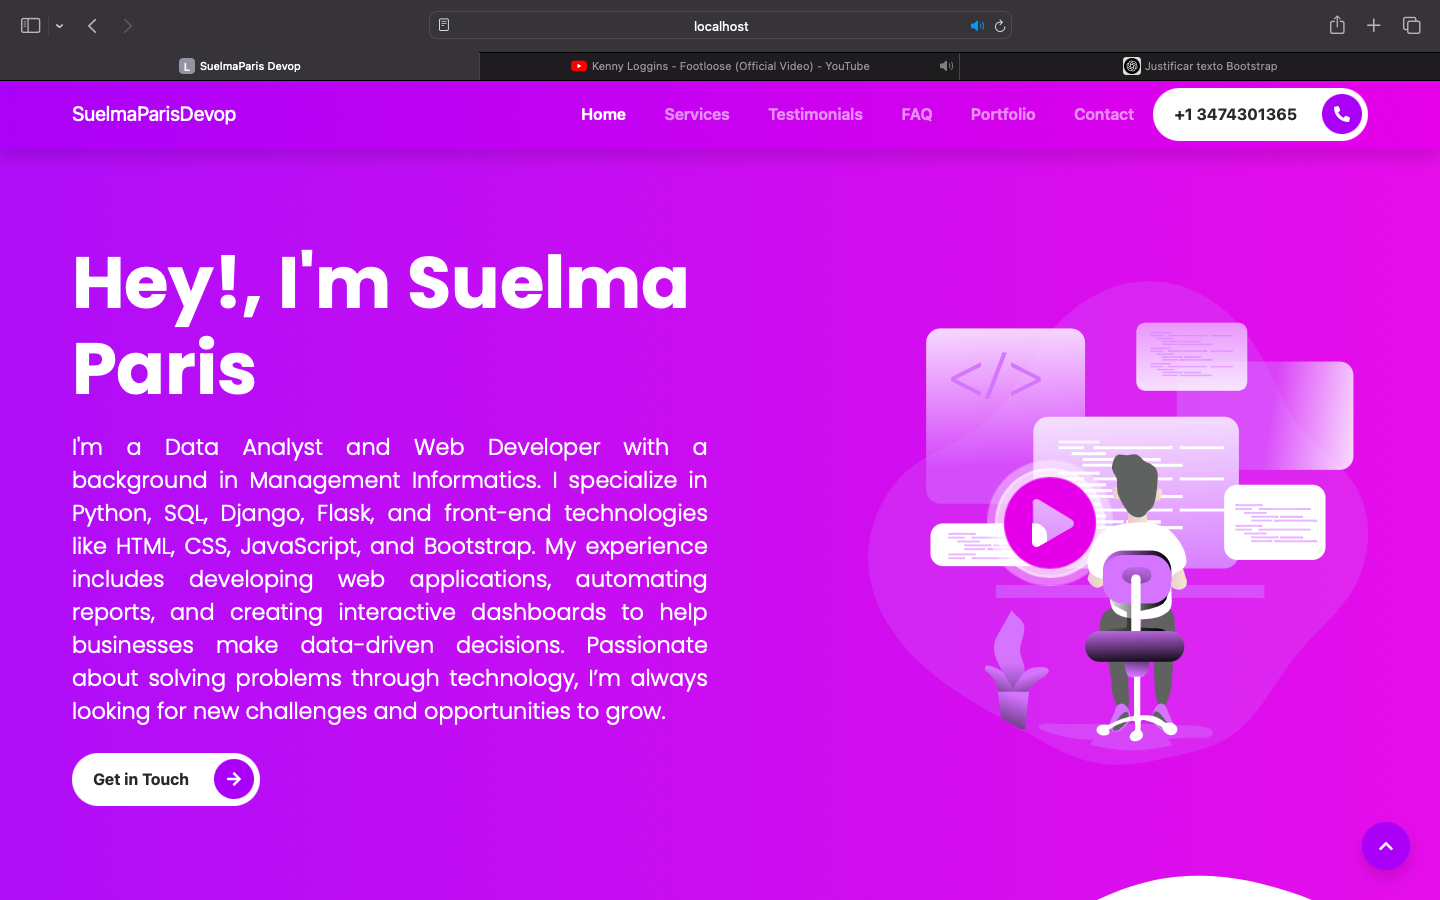 localhost
L SuelmaParis Devop
Kenny Loggins - Footloose (Official Video) - YouTube
Justificar texto Bootstrap
SuelmaParisDevop
Home
Services
Testimonials
FAQ
Portfolio
Contact
+1 3474301365
Hey!, I'm Suelma
Paris
I'm a Data Analyst and Web Developer with a
background in Management Informatics. I specialize in
Python, SQL, Django, Flask, and front-end technologies
like HTML, CSS, JavaScript, and Bootstrap. My experience
includes developing web applications, automating
reports, and creating interactive dashboards to help
businesses make data-driven decisions. Passionate
about solving problems through technology, I’m always
looking for new challenges and opportunities to grow.
</>
Get in Touch